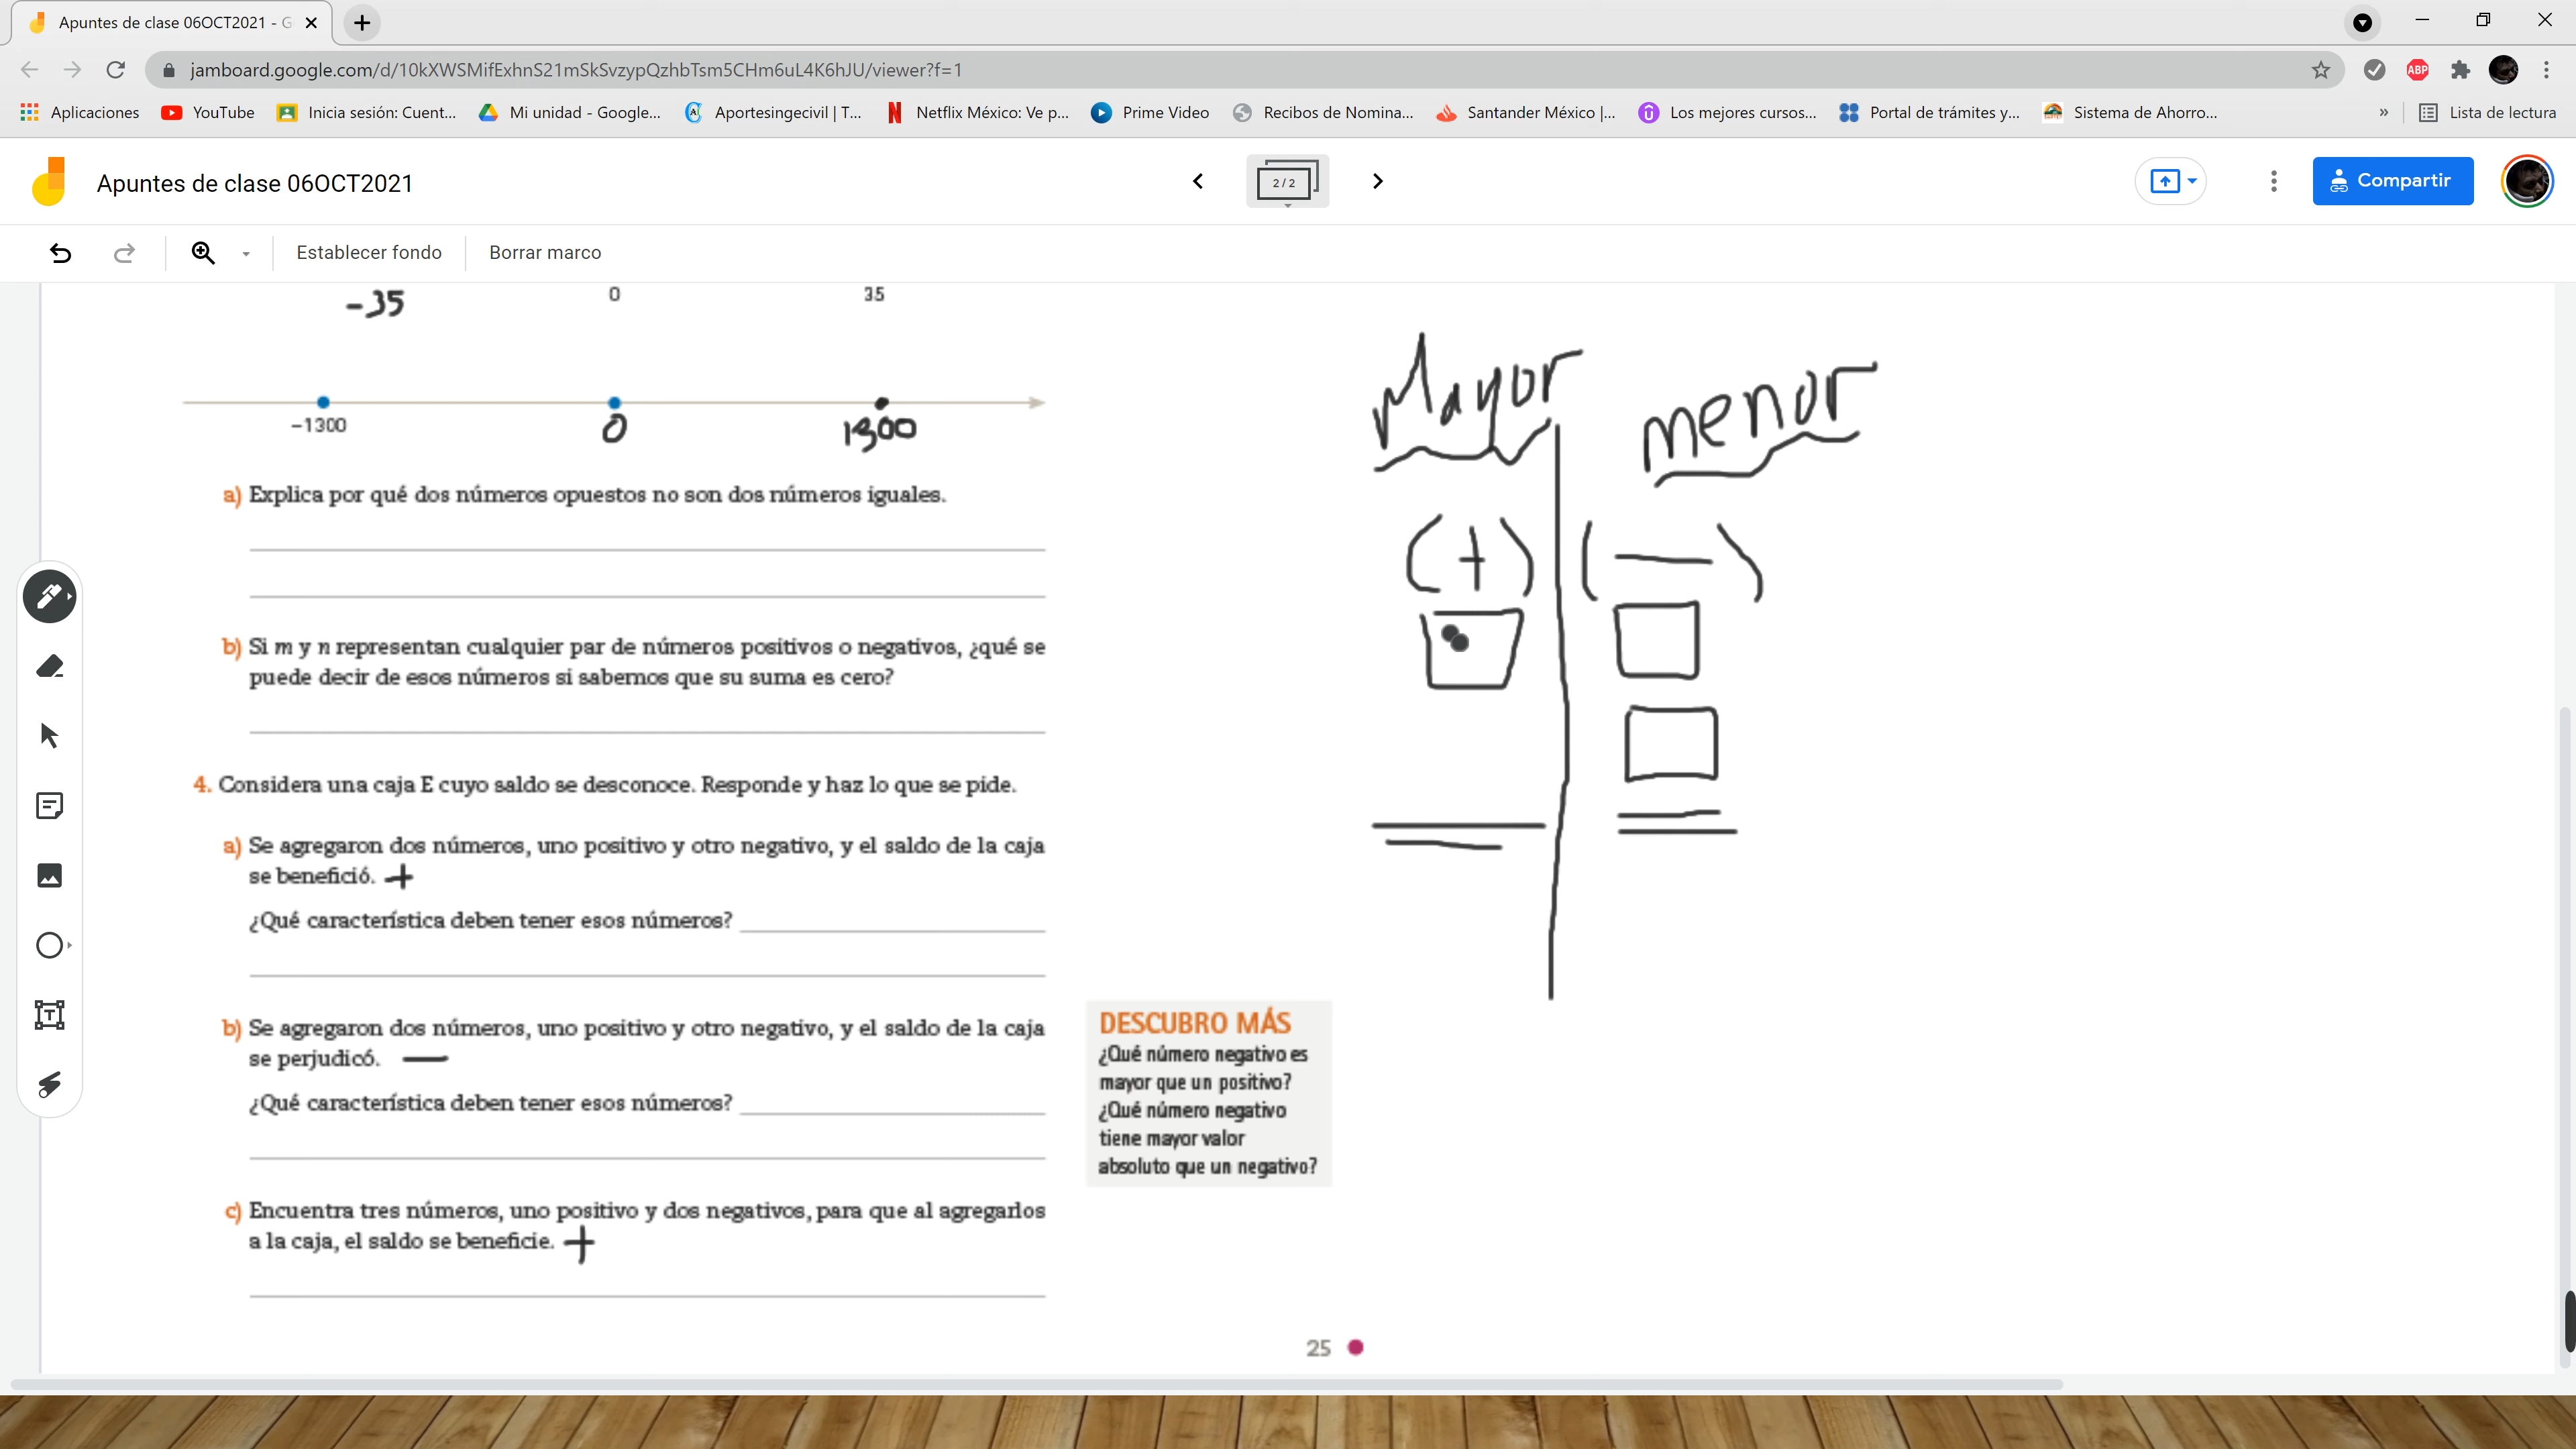 Apuntes de clase 06OCT2021 - G
jamboard.google.com/d/10kXWSMifExhnS21mSkSvzypQzhbTsm5CHm6uL4K6hJU/viewer?f=1
ABP
Aplicaciones YouTube Inicia sesión: Cuent... Mi unidad - Google... Aportesingecivil | T... Netflix México: Ve p... Prime Video Recibos de Nomina... Santander México |... Los mejores cursos... Portal de trámites y... Sistema de Ahorro... » Lista de lectura
Apuntes de clase 06OCT2021
2 / 2
Compartir
Establecer fondo Borrar marco
-35 0 35
-1300 0 1300
a) Explica por qué dos números opuestos no son dos números iguales.
b) Si m y n representan cualquier par de números positivos o negativos, ¿qué se
puede decir de esos números si sabemos que su suma es cero?
4. Considera una caja E cuyo saldo se desconoce. Responde y haz lo que se pide.
a) Se agregaron dos números, uno positivo y otro negativo, y el saldo de la caja
se benefició. +
¿Qué característica deben tener esos números?
b) Se agregaron dos números, uno positivo y otro negativo, y el saldo de la caja
se perjudicó. —
¿Qué característica deben tener esos números?
c) Encuentra tres números, uno positivo y dos negativos, para que al agregarlos
a la caja, el saldo se beneficie. +
DESCUBRO MÁS
¿Qué número negativo es
mayor que un positivo?
¿Qué número negativo
tiene mayor valor
absoluto que un negativo?
Mayor menor
(+) (—)
25